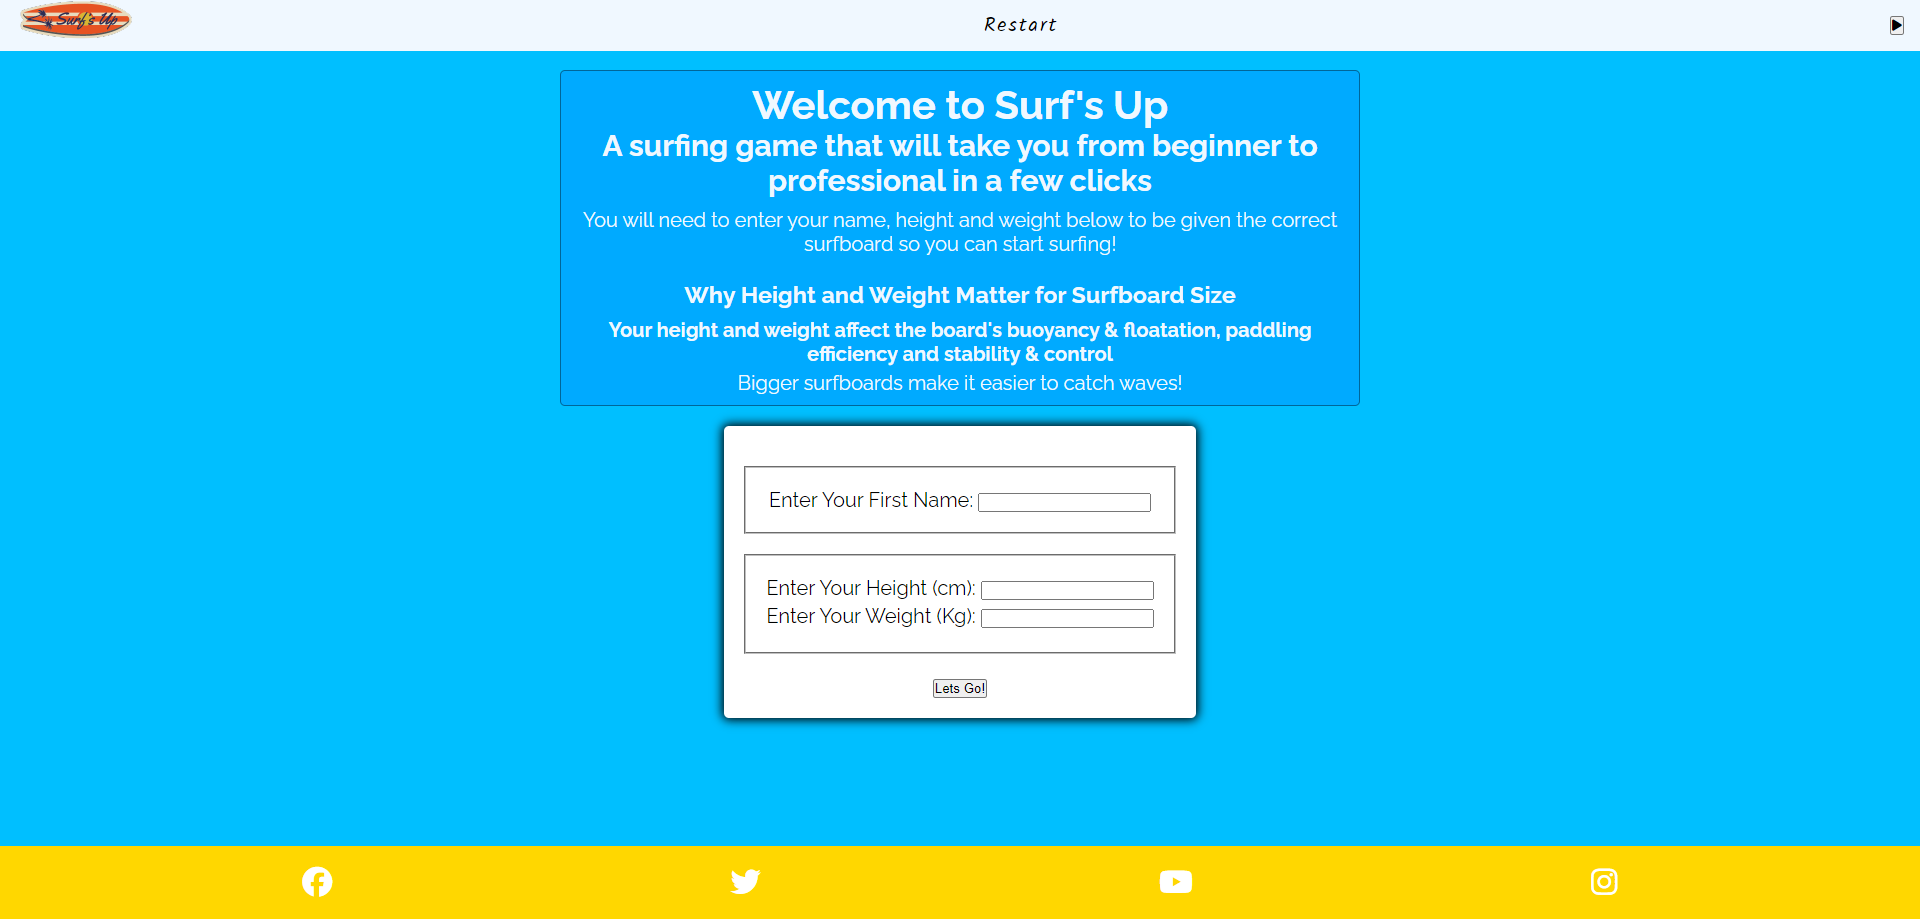 Surf's Up
Restart
Welcome to Surf's Up
A surfing game that will take you from beginner to
professional in a few clicks
You will need to enter your name, height and weight below to be given the correct
surfboard so you can start surfing!
Why Height and Weight Matter for Surfboard Size
Your height and weight affect the board's buoyancy & floatation, paddling
efficiency and stability & control
Bigger surfboards make it easier to catch waves!
Enter Your First Name:
Enter Your Height (cm):
Enter Your Weight (Kg):
Lets Go!